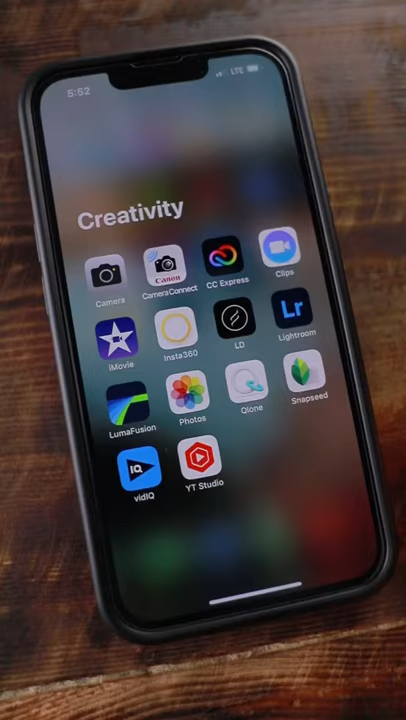 5:52
LTE
Creativity
Camera
Canon
CameraConnect
CC Express
Clips
iMovie
Insta360
LD
Lr
Lightroom
LumaFusion
Photos
Qlone
Snapseed
IQ
vidIQ
YT Studio